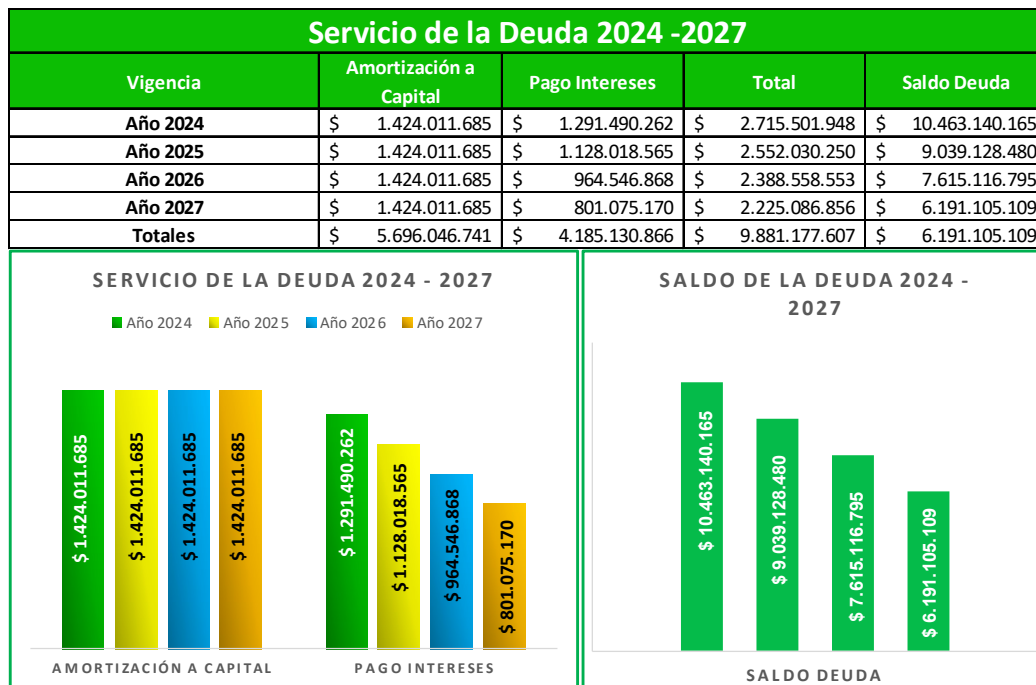 Servicio de la Deuda 2024 -2027
Vigencia Amortización a Capital Pago Intereses Total Saldo Deuda
Año 2024 $ 1.424.011.685 $ 1.291.490.262 $ 2.715.501.948 $ 10.463.140.165
Año 2025 $ 1.424.011.685 $ 1.128.018.565 $ 2.552.030.250 $ 9.039.128.480
Año 2026 $ 1.424.011.685 $ 964.546.868 $ 2.388.558.553 $ 7.615.116.795
Año 2027 $ 1.424.011.685 $ 801.075.170 $ 2.225.086.856 $ 6.191.105.109
Totales $ 5.696.046.741 $ 4.185.130.866 $ 9.881.177.607 $ 6.191.105.109
SERVICIO DE LA DEUDA 2024 - 2027
Año 2024 Año 2025 Año 2026 Año 2027
$ 1.424.011.685
$ 1.424.011.685
$ 1.424.011.685
$ 1.424.011.685
$ 1.291.490.262
$ 1.128.018.565
$ 964.546.868
$ 801.075.170
AMORTIZACIÓN A CAPITAL PAGO INTERESES
SALDO DE LA DEUDA 2024 -
2027
$ 10.463.140.165
$ 9.039.128.480
$ 7.615.116.795
$ 6.191.105.109
SALDO DEUDA